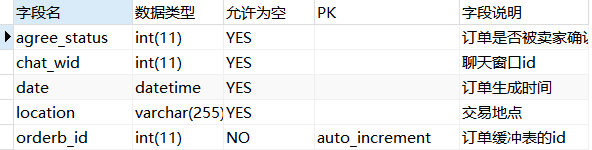 字段名 数据类型 允许为空 PK 字段说明
agree_status int(11) YES 订单是否被卖家确
chat_wid int(11) YES 聊天窗口id
date datetime YES 订单生成时间
location varchar(255) YES 交易地点
orderb_id int(11) NO auto_increment 订单缓冲表的id